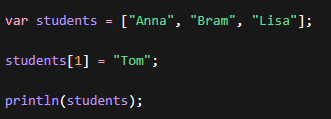 var students = ["Anna", "Bram", "Lisa"];
students[1] = "Tom";
println(students);